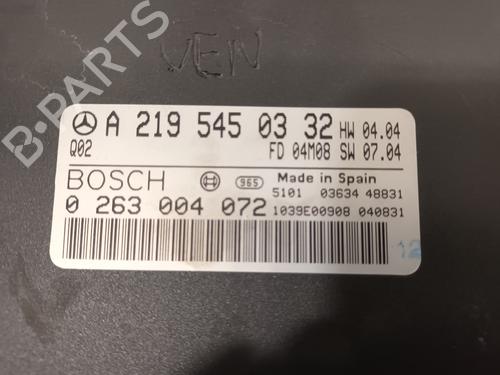 VEN
A 219 545 03 32 HW 04.04
Q02 FD 04M08 SW 07.04
BOSCH 965 Made in Spain
5101 03634 48831
0 263 004 072 1039E00908 040831
12
B-PARTS